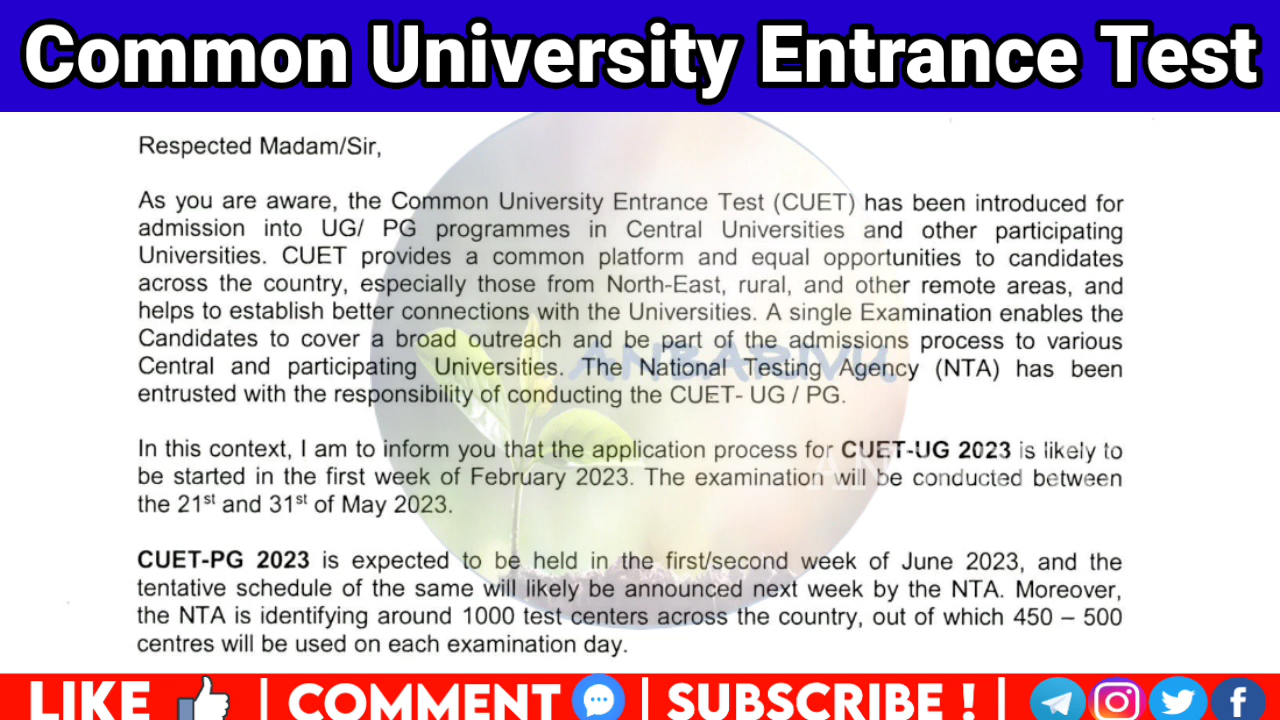 Common University Entrance Test
Respected Madam/Sir,
As you are aware, the Common University Entrance Test (CUET) has been introduced for
admission into UG/ PG programmes in Central Universities and other participating
Universities. CUET provides a common platform and equal opportunities to candidates
across the country, especially those from North-East, rural, and other remote areas, and
helps to establish better connections with the Universities. A single Examination enables the
Candidates to cover a broad outreach and be part of the admissions process to various
Central and participating Universities. The National Testing Agency (NTA) has been
entrusted with the responsibility of conducting the CUET- UG / PG.
ANBARIVU
In this context, I am to inform you that the application process for CUET-UG 2023 is likely to
be started in the first week of February 2023. The examination will be conducted between
the 21st and 31st of May 2023.
CUET-PG 2023 is expected to be held in the first/second week of June 2023, and the
tentative schedule of the same will likely be announced next week by the NTA. Moreover,
the NTA is identifying around 1000 test centers across the country, out of which 450 – 500
centres will be used on each examination day.
LIKE | COMMENT | SUBSCRIBE ! |